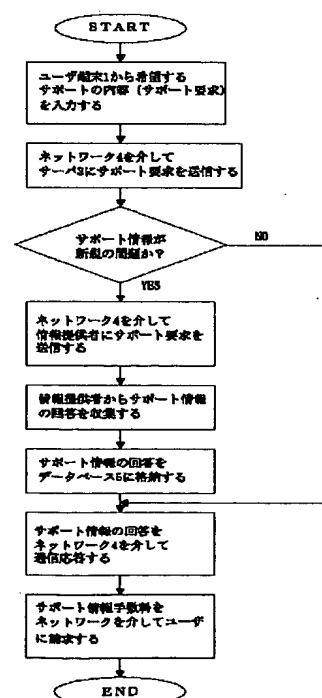 START
ユーザ端末1から希望する
サポートの内容（サポート要求）
を入力する
ネットワーク4を介して
サーバ3にサポート要求を送信する
サポート情報が
新規の問題か？
NO
YES
ネットワーク4を介して
情報提供者にサポート要求を
送信する
情報提供者からサポート情報
の回答を収集する
サポート情報の回答を
データベース5に格納する
サポート情報の回答を
ネットワーク4を介して
通信応答する
サポート情報手数料を
ネットワークを介してユーザ
に請求する
END